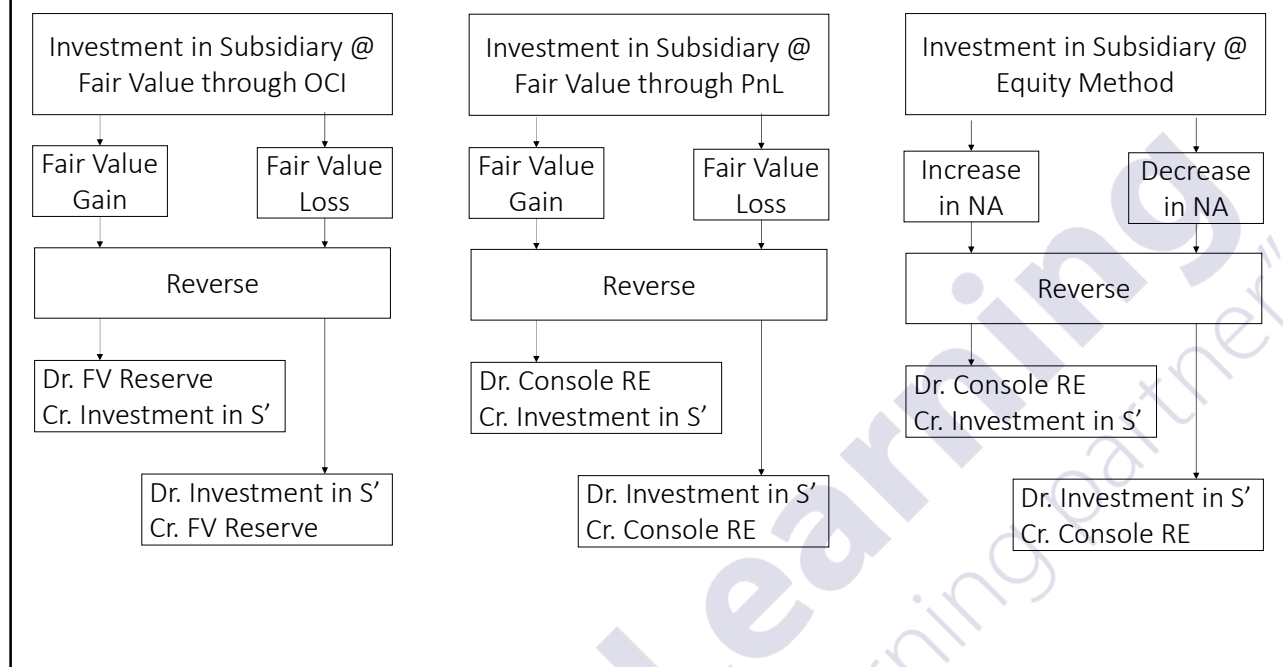 Investment in Subsidiary @
Fair Value through OCI
Fair Value
Gain
Fair Value
Loss
Reverse
Dr. FV Reserve
Cr. Investment in S’
Dr. Investment in S’
Cr. FV Reserve
Investment in Subsidiary @
Fair Value through PnL
Fair Value
Gain
Fair Value
Loss
Reverse
Dr. Console RE
Cr. Investment in S’
Dr. Investment in S’
Cr. Console RE
Investment in Subsidiary @
Equity Method
Increase
in NA
Decrease
in NA
Reverse
Dr. Console RE
Cr. Investment in S’
Dr. Investment in S’
Cr. Console RE
Learning
learning partner”